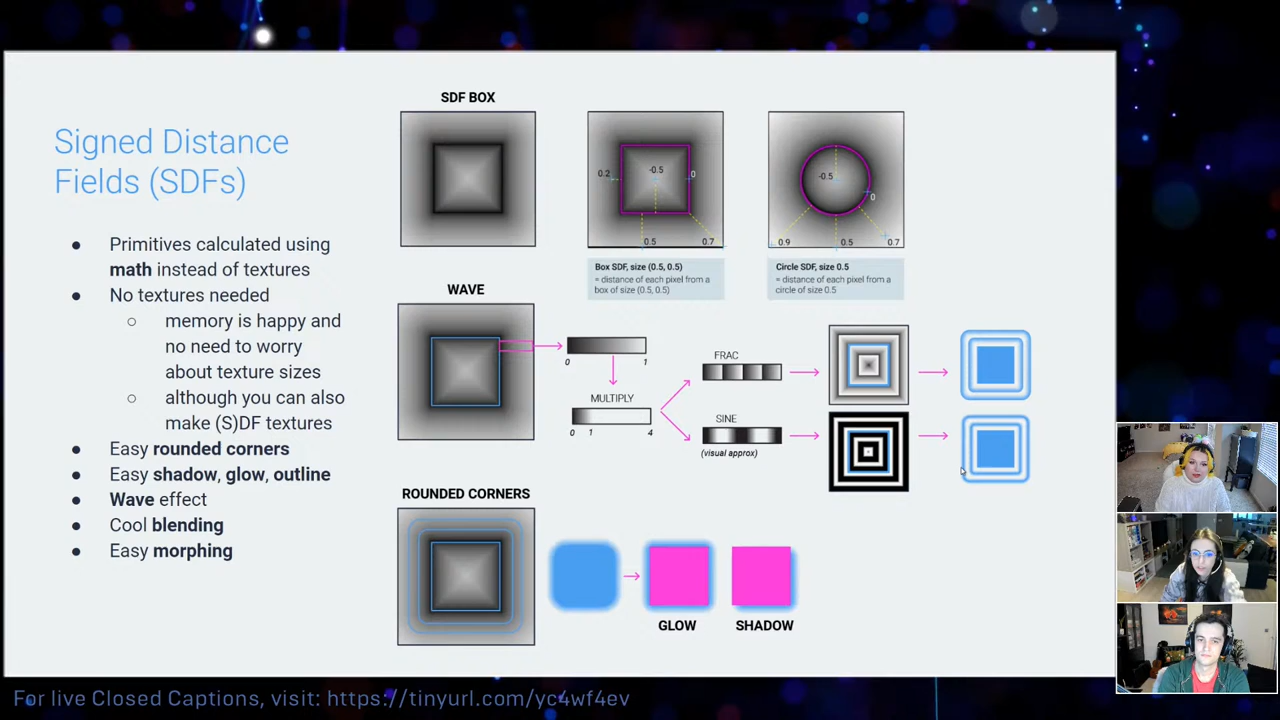 Signed Distance
Fields (SDFs)
● Primitives calculated using
math instead of textures
● No textures needed
○ memory is happy and
no need to worry
about texture sizes
○ although you can also
make (S)DF textures
● Easy rounded corners
● Easy shadow, glow, outline
● Wave effect
● Cool blending
● Easy morphing
SDF BOX
0.2
-0.5
0
0.5
0.7
Box SDF, size (0.5, 0.5)
= distance of each pixel from a
box of size (0.5, 0.5)
-0.5
0
0.9
0.5
0.7
Circle SDF, size 0.5
= distance of each pixel from a
circle of size 0.5
WAVE
0 1
MULTIPLY
0 1 4
FRAC
SINE
(visual approx)
ROUNDED CORNERS
GLOW
SHADOW
For live Closed Captions, visit: https://tinyurl.com/yc4wf4ev